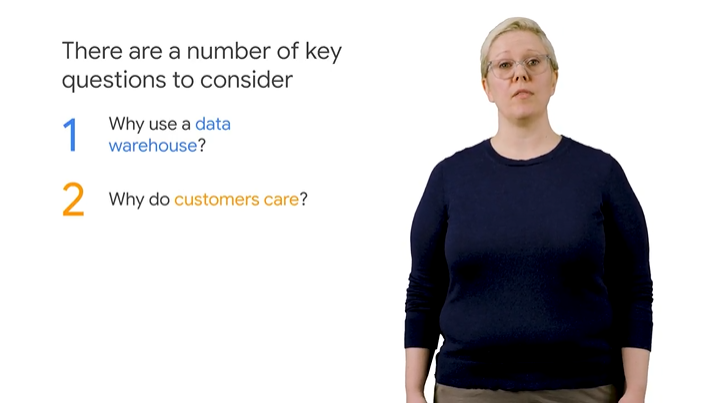 There are a number of key
questions to consider
1
Why use a data
warehouse?
2
Why do customers care?